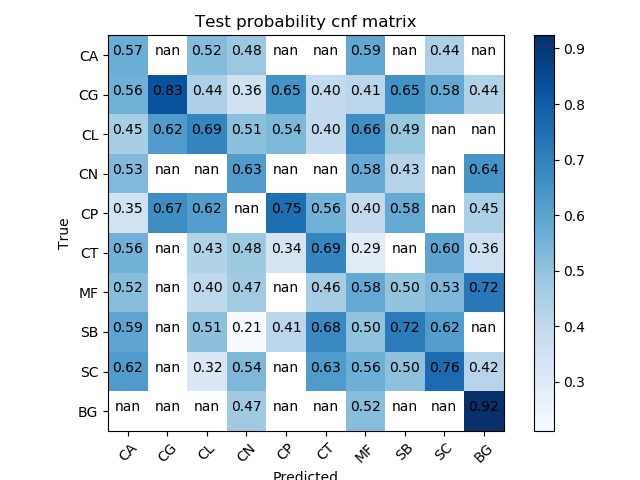 Test probability cnf matrix
CA 0.57 nan 0.52 0.48 nan nan 0.59 nan 0.44 nan
CG 0.56 0.83 0.44 0.36 0.65 0.40 0.41 0.65 0.58 0.44
CL 0.45 0.62 0.69 0.51 0.54 0.40 0.66 0.49 nan nan
CN 0.53 nan nan 0.63 nan nan 0.58 0.43 nan 0.64
CP 0.35 0.67 0.62 nan 0.75 0.56 0.40 0.58 nan 0.45
CT 0.56 nan 0.43 0.48 0.34 0.69 0.29 nan 0.60 0.36
MF 0.52 nan 0.40 0.47 nan 0.46 0.58 0.50 0.53 0.72
SB 0.59 nan 0.51 0.21 0.41 0.68 0.50 0.72 0.62 nan
SC 0.62 nan 0.32 0.54 nan 0.63 0.56 0.50 0.76 0.42
BG nan nan nan 0.47 nan nan 0.52 nan nan 0.92
CA CG CL CN CP CT MF SB SC BG
Predicted
True
0.9
0.8
0.7
0.6
0.5
0.4
0.3